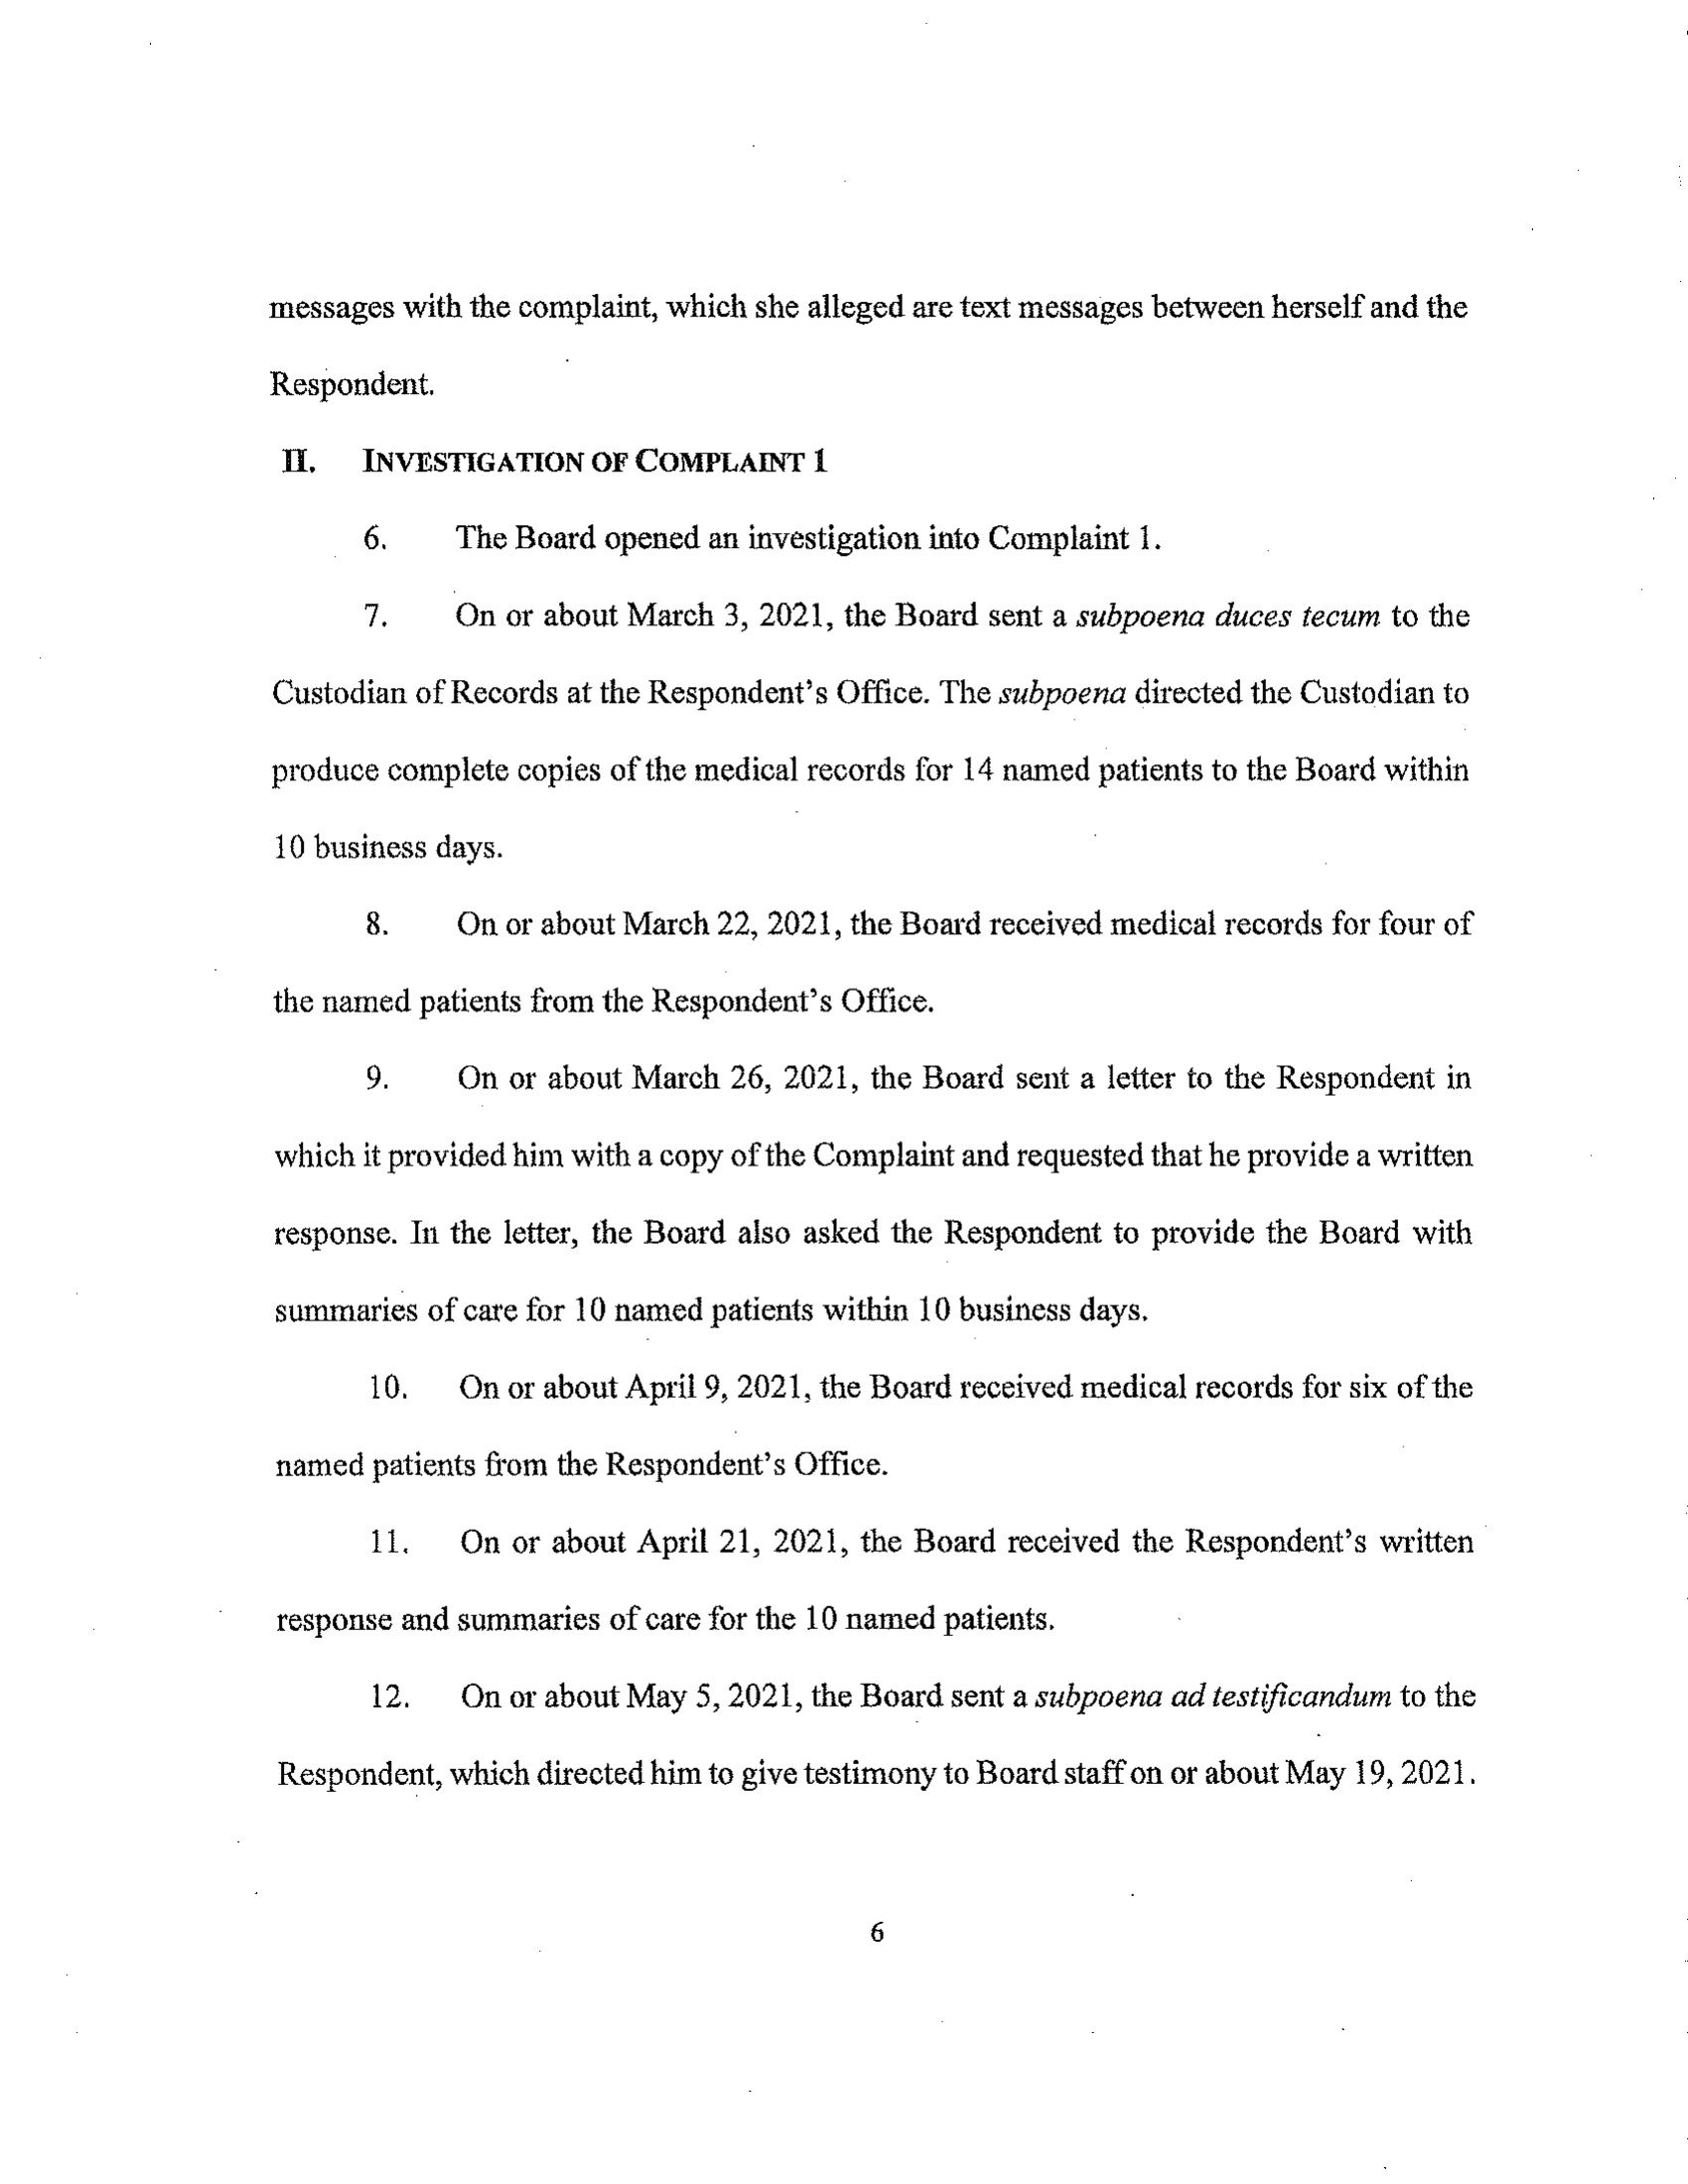 messages with the complaint, which she alleged are text messages between herself and the
Respondent.
II. INVESTIGATION OF COMPLAINT 1
6. The Board opened an investigation into Complaint 1.
7. On or about March 3, 2021, the Board sent a subpoena duces tecum to the
Custodian of Records at the Respondent's Office. The subpoena directed the Custodian to
produce complete copies of the medical records for 14 named patients to the Board within
10 business days.
8. On or about March 22, 2021, the Board received medical records for four of
the named patients from the Respondent's Office.
9. On or about March 26, 2021, the Board sent a letter to the Respondent in
which it provided him with a copy of the Complaint and requested that he provide a written
response. In the letter, the Board also asked the Respondent to provide the Board with
summaries of care for 10 named patients within 10 business days.
10. On or about April 9, 2021, the Board received medical records for six of the
named patients from the Respondent's Office.
11. On or about April 21, 2021, the Board received the Respondent's written
response and summaries of care for the 10 named patients.
12. On or about May 5, 2021, the Board sent a subpoena ad testificandum to the
Respondent, which directed him to give testimony to Board staff on or about May 19, 2021.
6